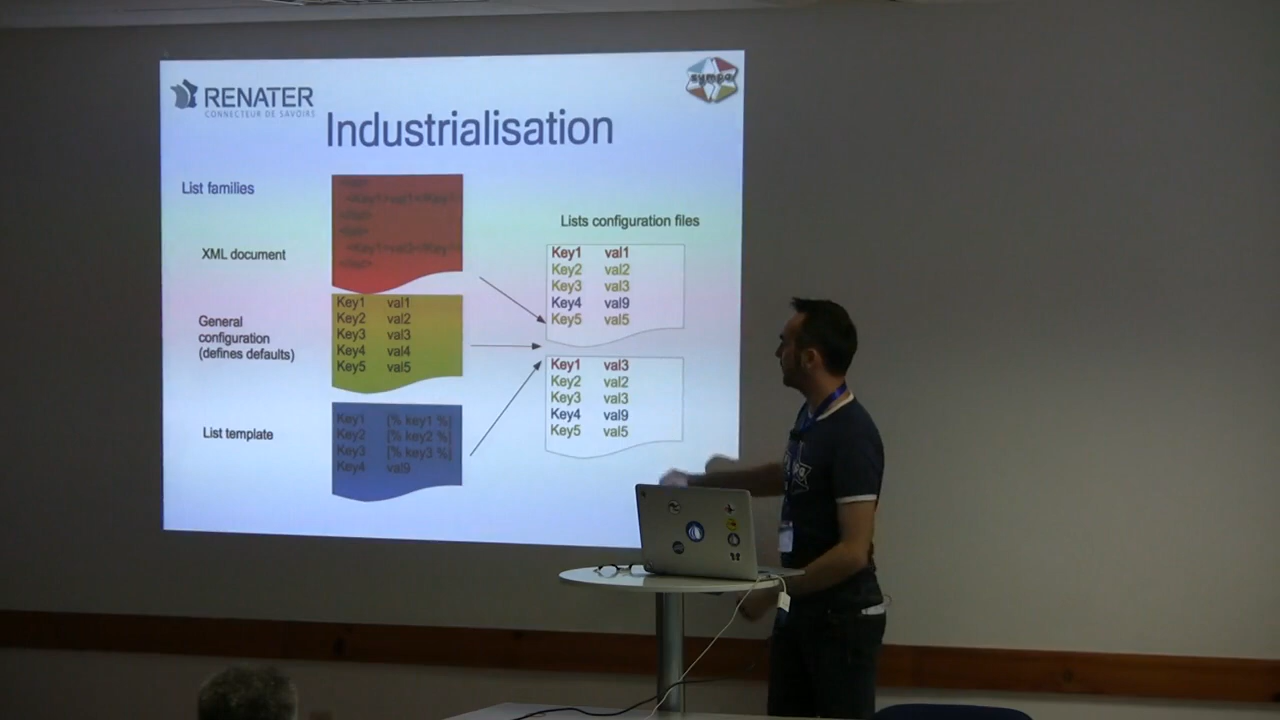 RENATER
CONNECTEUR DE SAVOIRS
sympa
Industrialisation
List families
XML document
<Key1>val1</Key1>
General
configuration
(defines defaults)
Key1 val1
Key2 val2
Key3 val3
Key4 val4
Key5 val5
List template
Key1 [% key1 %]
Key2 [% key2 %]
Key3 [% key3 %]
Key4 val9
Lists configuration files
Key1 val1
Key2 val2
Key3 val3
Key4 val9
Key5 val5
Key1 val3
Key2 val2
Key3 val3
Key4 val9
Key5 val5